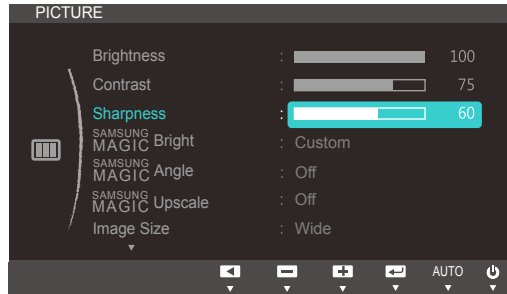 PICTURE
Brightness : 100
Contrast : 75
Sharpness : 60
SAMSUNG
MAGIC Bright : Custom
SAMSUNG
MAGIC Angle : Off
SAMSUNG
MAGIC Upscale : Off
Image Size : Wide
AUTO